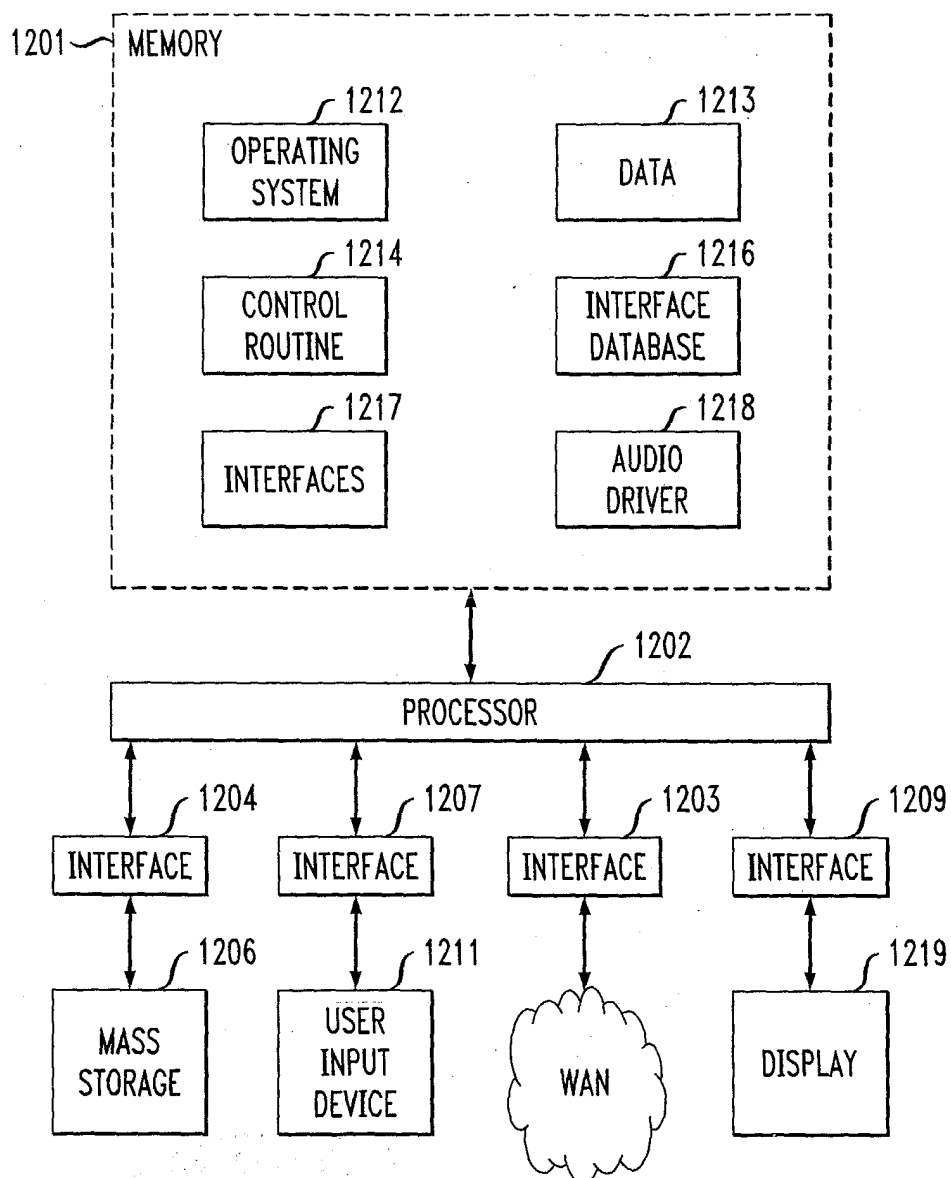 1201 MEMORY
1212 1213
OPERATING
SYSTEM
DATA
1214 1216
CONTROL
ROUTINE
INTERFACE
DATABASE
1217 1218
INTERFACES
AUDIO
DRIVER
1202
PROCESSOR
1204 1207 1203 1209
INTERFACE INTERFACE INTERFACE INTERFACE
1206 1211 1219
MASS
STORAGE
USER
INPUT
DEVICE
WAN
DISPLAY